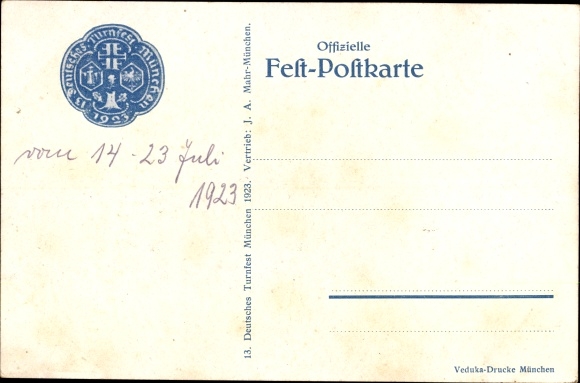 13. Deutsches Turnfest München
1923
vom 14 - 23 Juli
1923
13. Deutsches Turnfest München 1923. Vertrieb: J. A. Mahr-München.
Offizielle
Feſt-Poſtkarte
Veduka-Drucke München